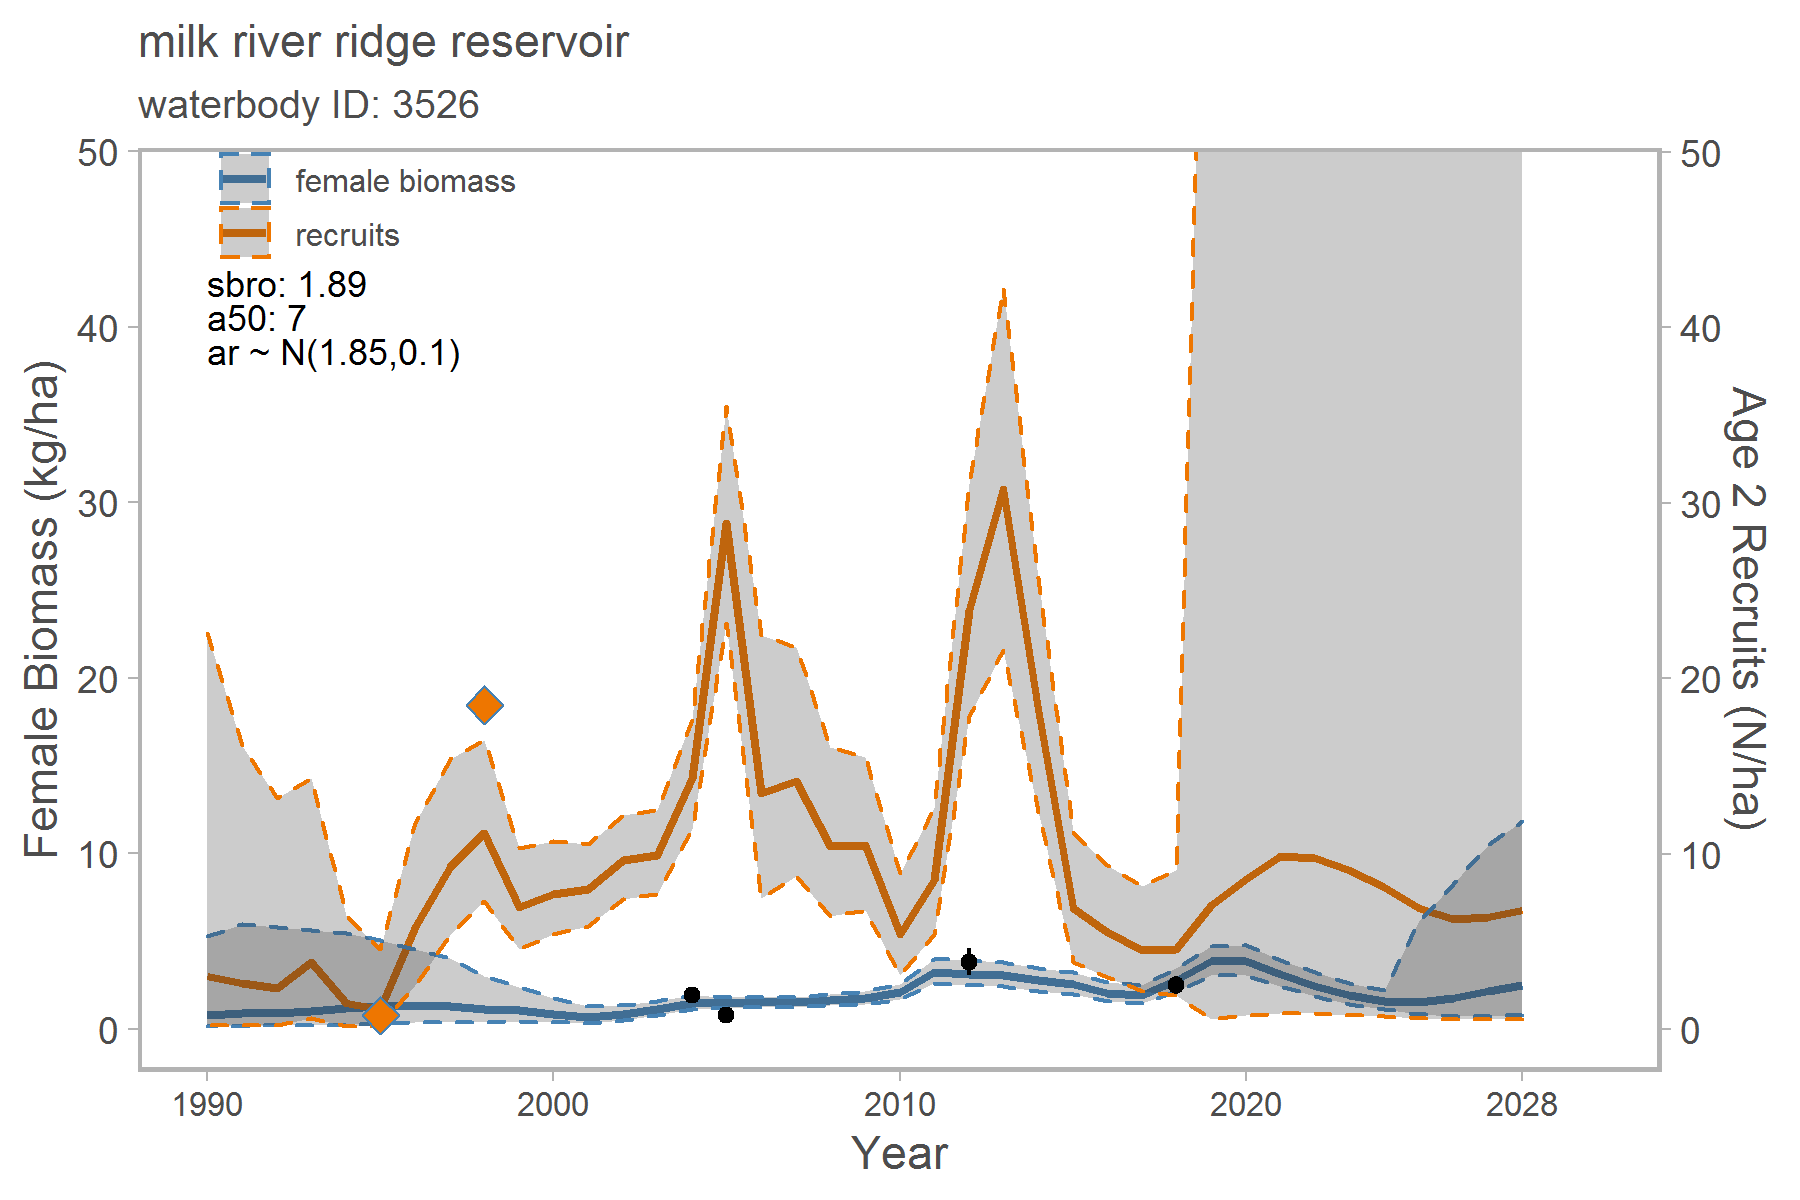 milk river ridge reservoir
waterbody ID: 3526
female biomass
recruits
sbro: 1.89
a50: 7
ar ~ N(1.85,0.1)
50
40
30
20
10
0
Female Biomass (kg/ha)
50
40
30
20
10
0
Age 2 Recruits (N/ha)
1990
2000
2010
2020
2028
Year